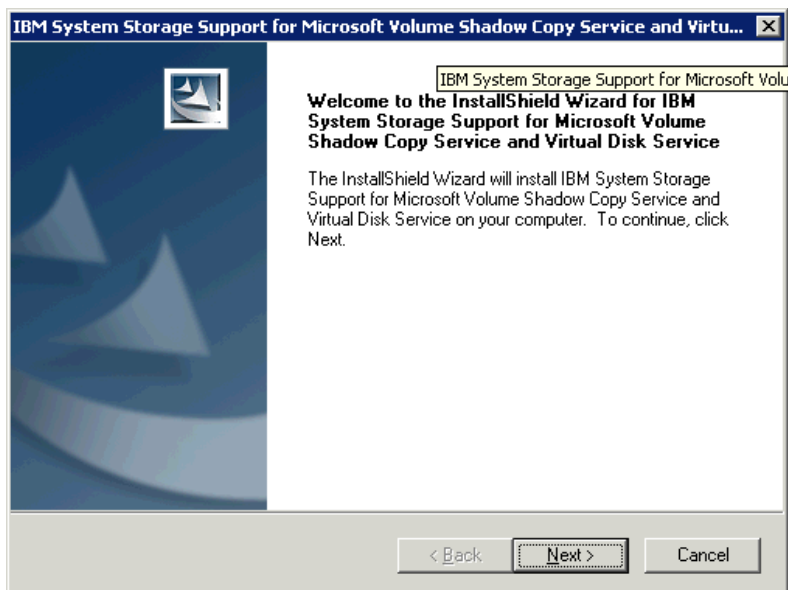 IBM System Storage Support for Microsoft Volume Shadow Copy Service and Virtu...
IBM System Storage Support for Microsoft Volu
Welcome to the InstallShield Wizard for IBM
System Storage Support for Microsoft Volume
Shadow Copy Service and Virtual Disk Service
The InstallShield Wizard will install IBM System Storage
Support for Microsoft Volume Shadow Copy Service and
Virtual Disk Service on your computer. To continue, click
Next.
< Back
Next >
Cancel